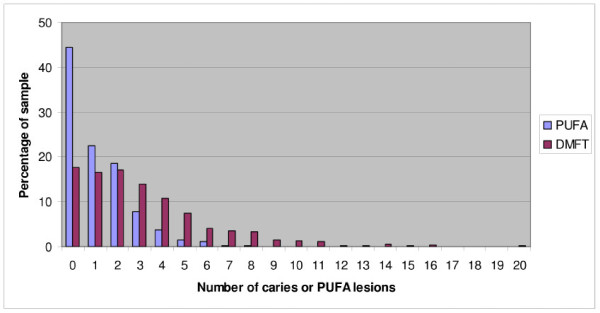 50
40
30
20
10
0
Percentage of sample
0 1 2 3 4 5 6 7 8 9 10 11 12 13 14 15 16 17 18 19 20
Number of caries or PUFA lesions
PUFA
DMFT